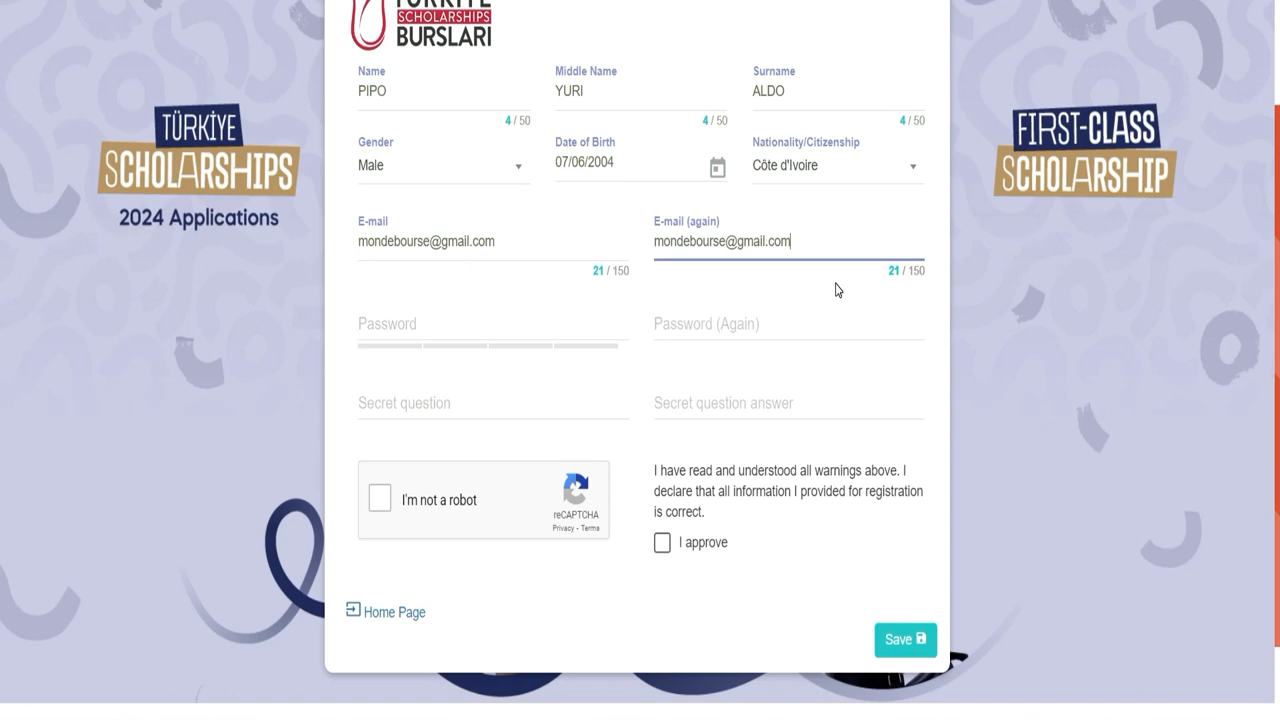 TÜRKİYE
SCHOLARSHIPS
BURSLARI
Name
Middle Name
Surname
PIPO
YURI
ALDO
4 / 50
4 / 50
4 / 50
Gender
Date of Birth
Nationality/Citizenship
Male
07/06/2004
Côte d'Ivoire
E-mail
E-mail (again)
mondebourse@gmail.com
mondebourse@gmail.com
21 / 150
21 / 150
Password
Password (Again)
Secret question
Secret question answer
I'm not a robot
reCAPTCHA
Privacy - Terms
I have read and understood all warnings above. I
declare that all information I provided for registration
is correct.
I approve
Home Page
Save
TÜRKİYE
SCHOLARSHIPS
2024 Applications
FIRST-CLASS
SCHOLARSHIP